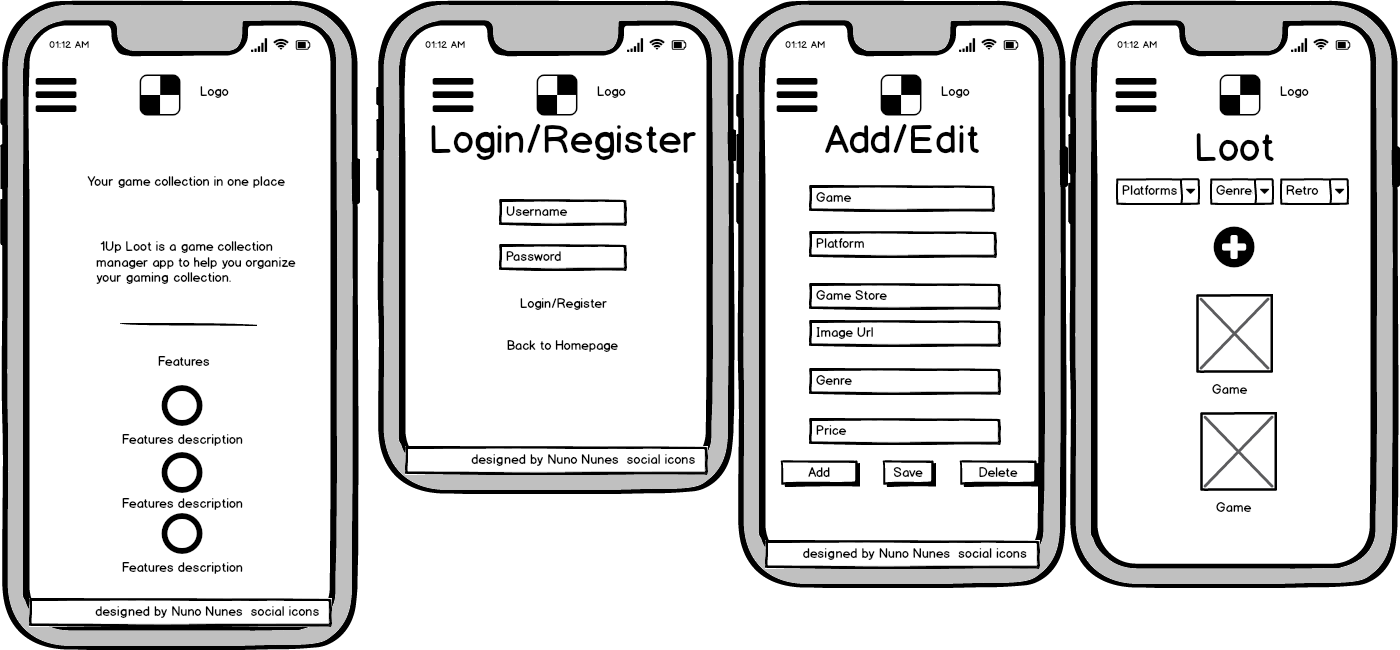 01:12 AM
Logo
Your game collection in one place
1Up Loot is a game collection
manager app to help you organize
your gaming collection.
Features
Features description
Features description
Features description
designed by Nuno Nunes social icons
01:12 AM
Logo
Login/Register
Username
Password
Login/Register
Back to Homepage
designed by Nuno Nunes social icons
01:12 AM
Logo
Add/Edit
Game
Platform
Game Store
Image Url
Genre
Price
Add Save Delete
designed by Nuno Nunes social icons
01:12 AM
Logo
Loot
Platforms Genre Retro
Game
Game